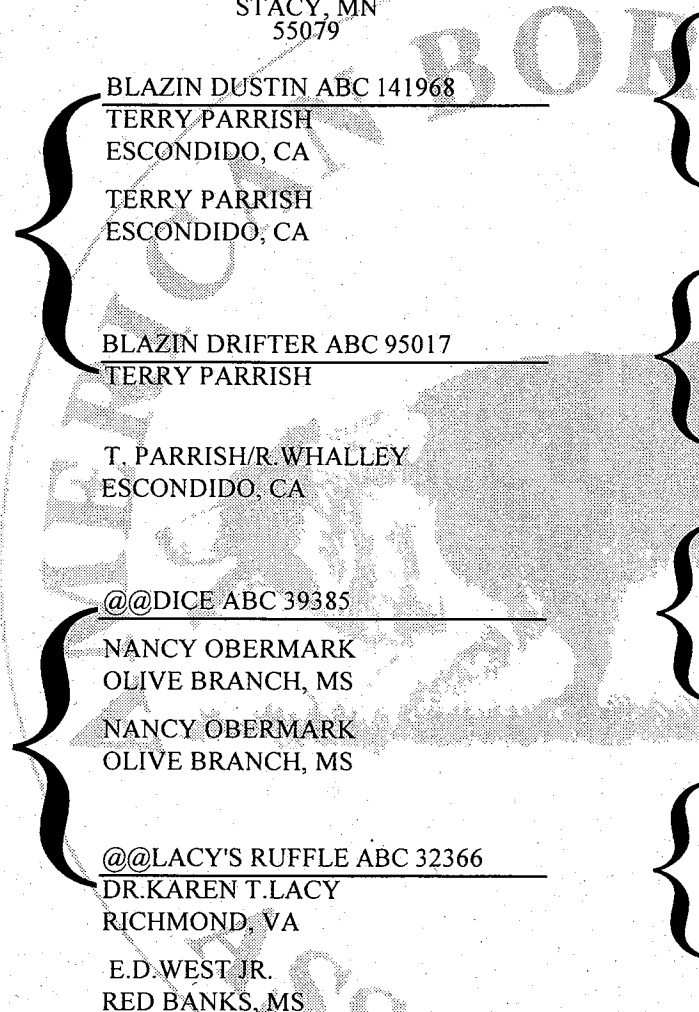 STACY, MN
55079
BLAZIN DUSTIN ABC 141968
TERRY PARRISH
ESCONDIDO, CA
TERRY PARRISH
ESCONDIDO, CA
BLAZIN DRIFTER ABC 95017
TERRY PARRISH
T. PARRISH/R.WHALLEY
ESCONDIDO, CA
@@DICE ABC 39385
NANCY OBERMARK
OLIVE BRANCH, MS
NANCY OBERMARK
OLIVE BRANCH, MS
@@LACY'S RUFFLE ABC 32366
DR.KAREN T.LACY
RICHMOND, VA
E.D.WEST JR.
RED BANKS, MS